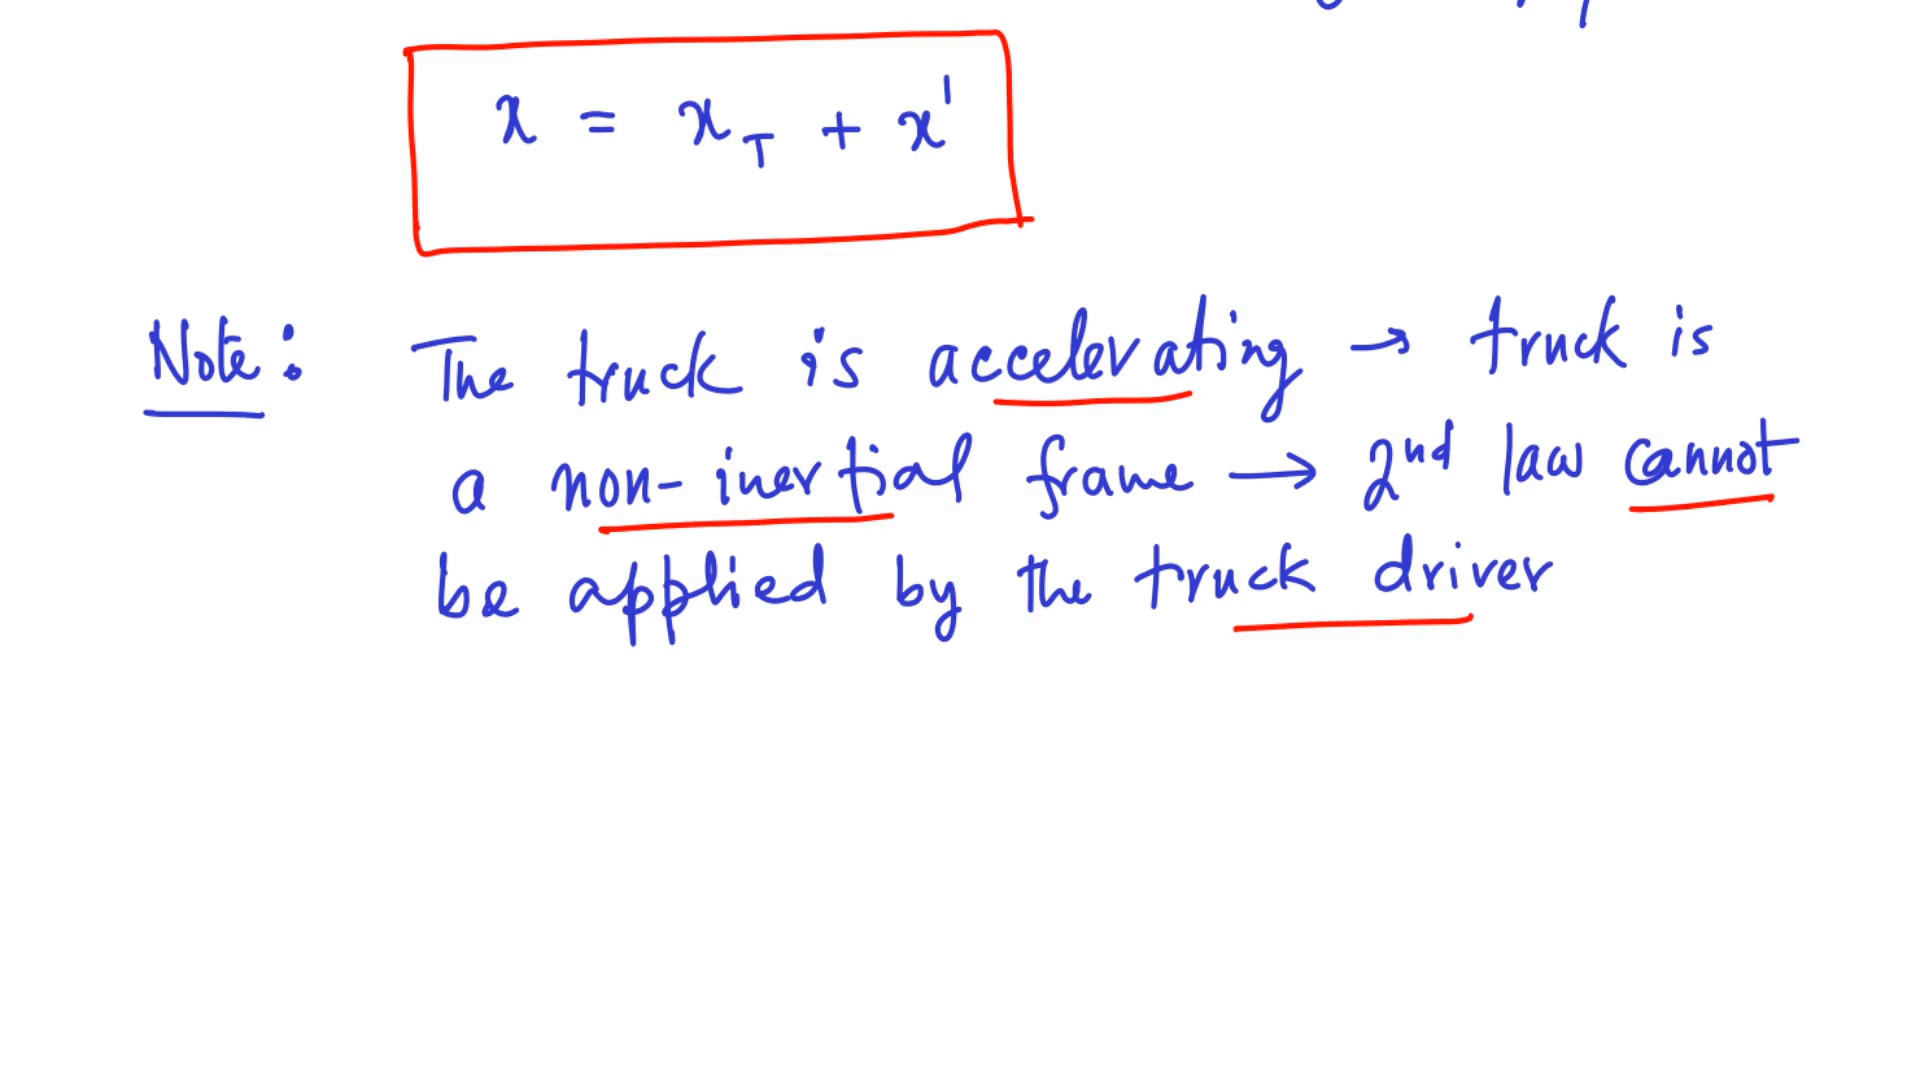 x = x_T + x'
Note: The truck is accelerating → truck is
a non-inertial frame → 2nd law cannot
be applied by the truck driver